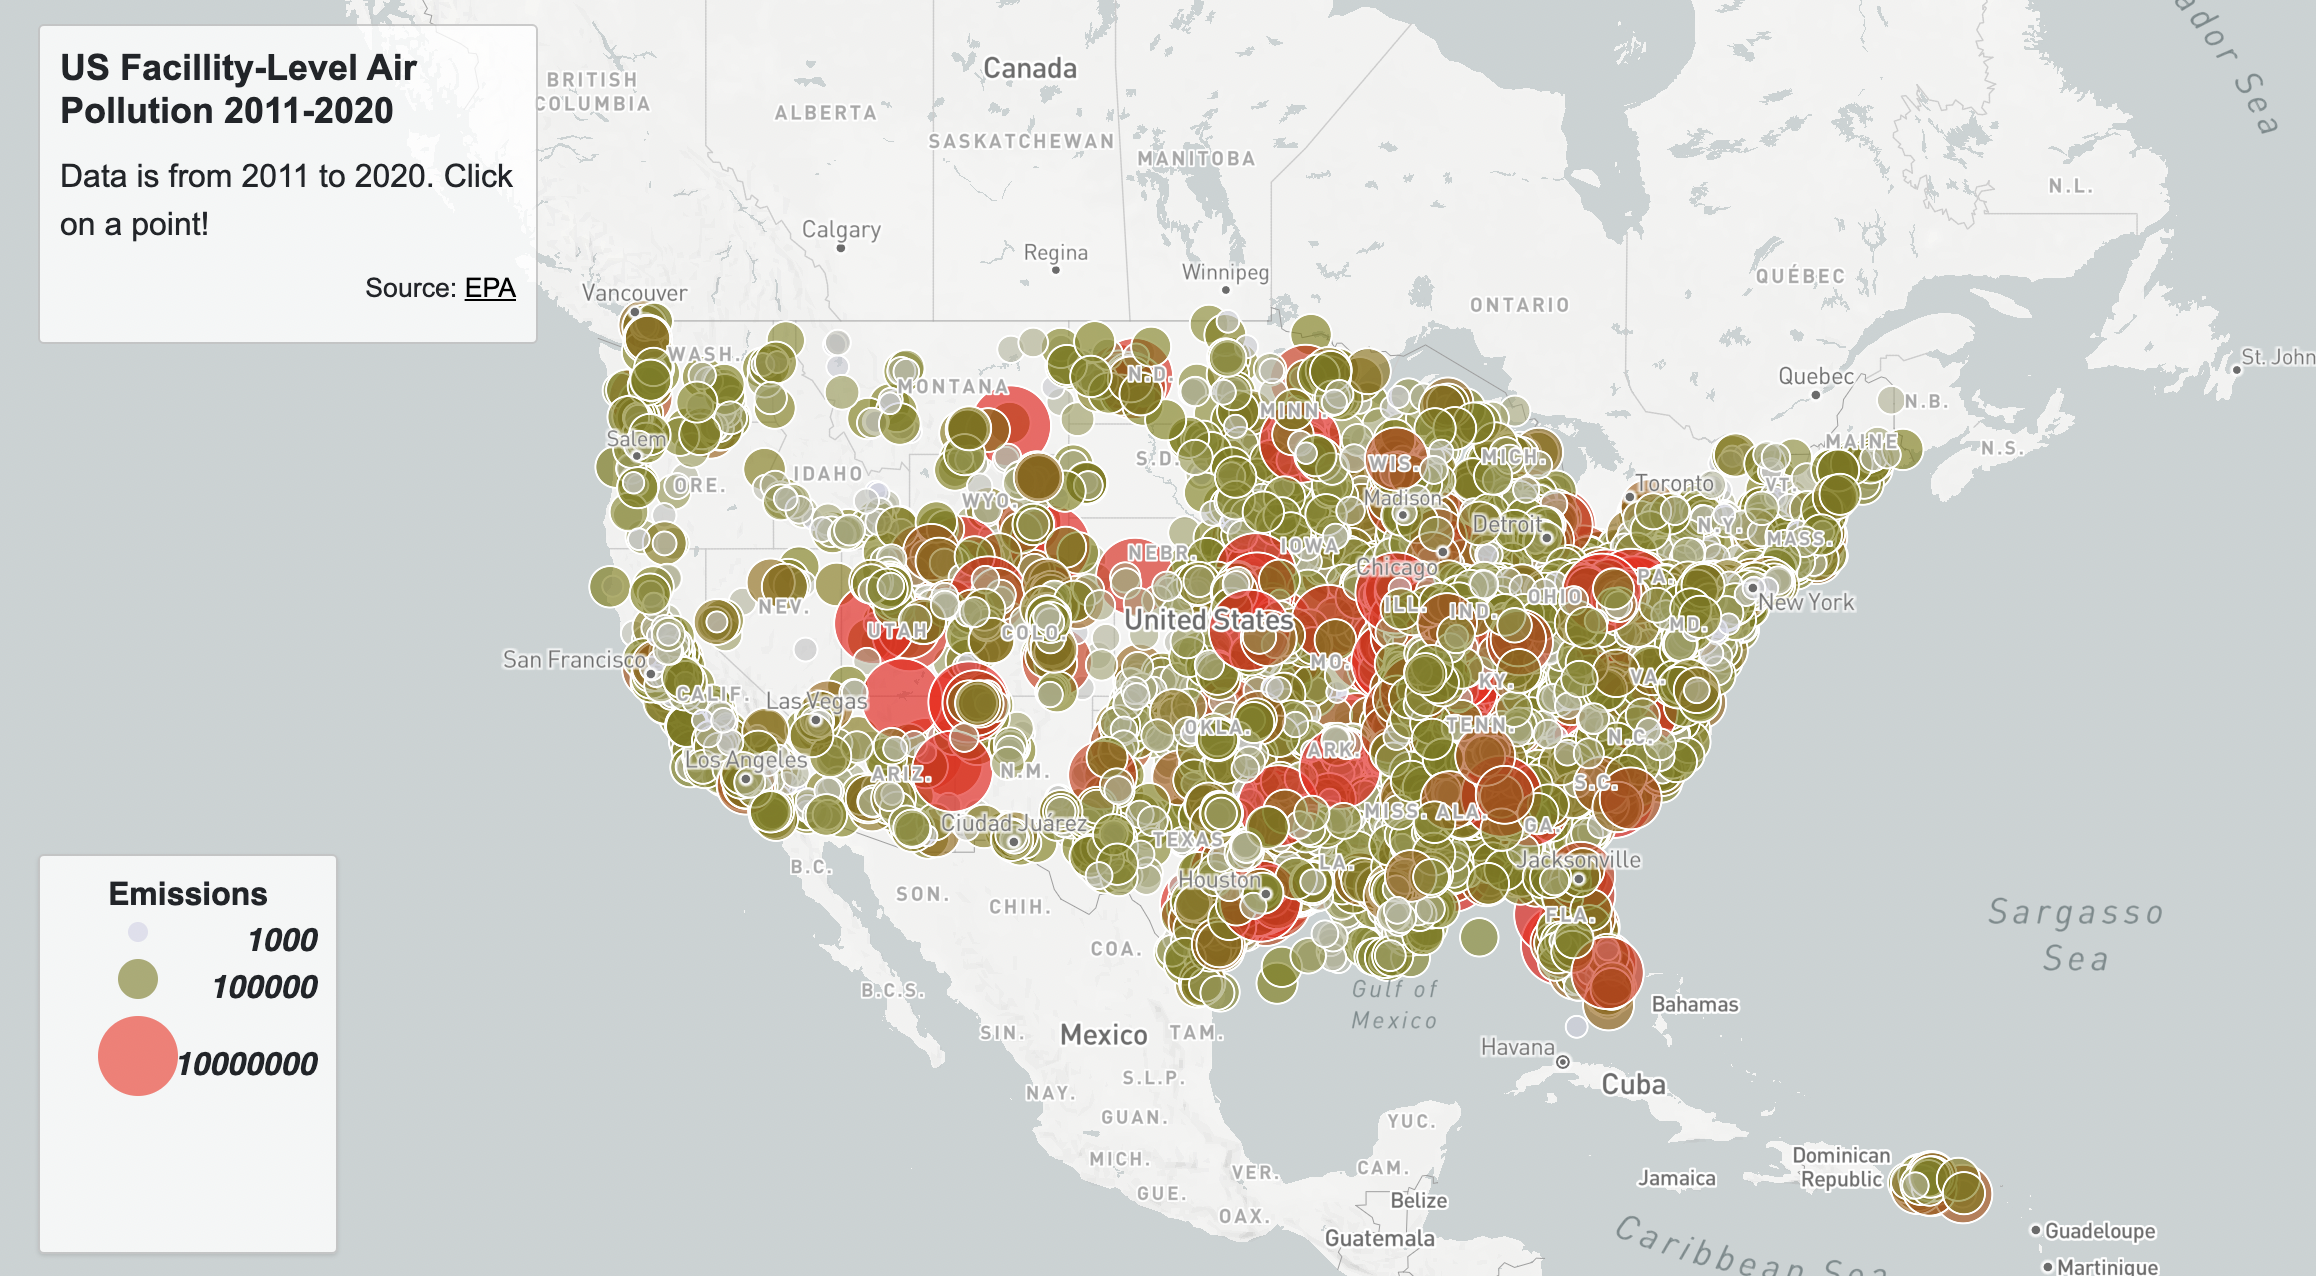 US Facillity-Level Air
Pollution 2011-2020
Data is from 2011 to 2020. Click
on a point!
Source: EPA
ador Sea
Canada
BRITISH
COLUMBIA
ALBERTA
SASKATCHEWAN
MANITOBA
N.L.
Calgary
Regina
Winnipeg
QUÉBEC
ONTARIO
Vancouver
WASH.
St. John
Quebec
N.B.
MONTANA
N.D.
MINN.
Salem
MAINE
N.S.
IDAHO
S.D.
WIS.
MICH.
ORE.
WYO.
Madison
Toronto
VT.
Detroit
N.Y.
MASS.
NEBR.
IOWA
Chicago
PA.
NEV.
ILL.
IND.
OHIO
New York
UTAH
COLO.
United States
MD.
San Francisco
MO.
KY.
VA.
CALIF.
Las Vegas
OKLA.
TENN.
N.C.
Los Angeles
ARIZ.
N.M.
ARK.
S.C.
Ciudad Juárez
TEXAS
MISS.
ALA.
GA.
B.C.
Houston
LA.
Jacksonville
SON.
CHIH.
FLA.
Sargasso
Sea
COA.
B.C.S.
Gulf of
Mexico
Bahamas
SIN.
Mexico
TAM.
Havana
Cuba
NAY.
S.L.P.
GUAN.
YUC.
MICH.
VER.
CAM.
Dominican
Republic
Jamaica
GUE.
OAX.
Belize
Guatemala
Guadeloupe
Caribbean Sea
Martinique
Emissions
1000
100000
10000000